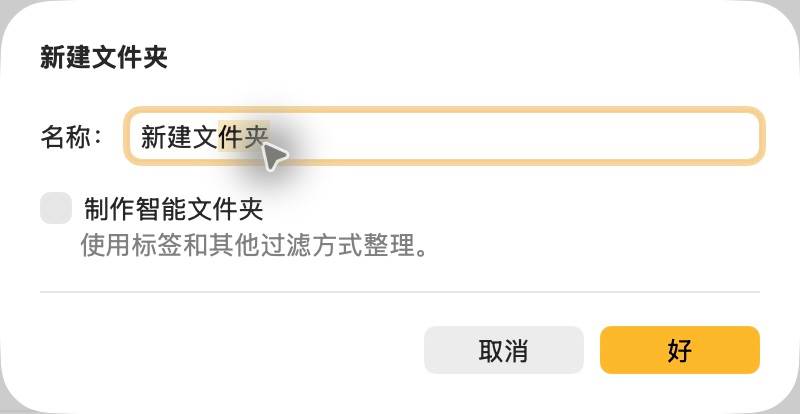 新建文件夹
名称：
新建文件夹
制作智能文件夹
使用标签和其他过滤方式整理。
取消
好